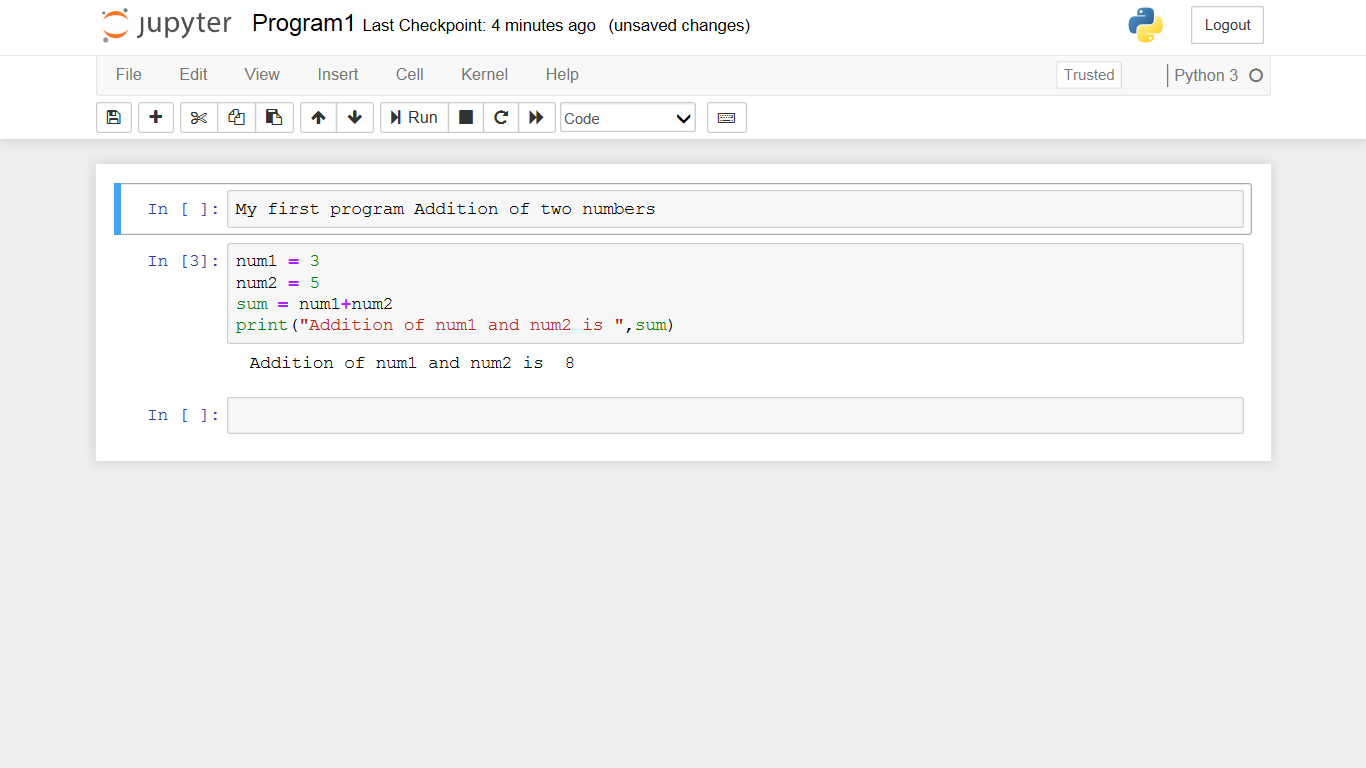 jupyter Program1 Last Checkpoint: 4 minutes ago (unsaved changes) Logout
File Edit View Insert Cell Kernel Help Trusted Python 3
Run Code
In [ ]: My first program Addition of two numbers
In [3]: num1 = 3
num2 = 5
sum = num1+num2
print("Addition of num1 and num2 is ",sum)
Addition of num1 and num2 is  8
In [ ]: